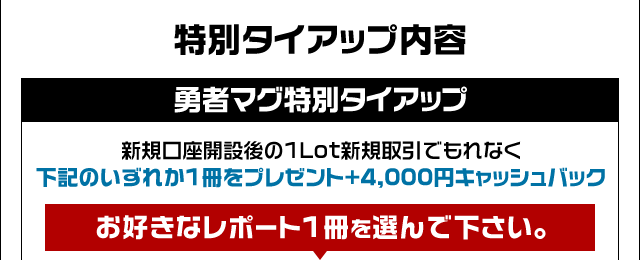 特別タイアップ内容
勇者マグ特別タイアップ
新規口座開設後の1Lot新規取引でもれなく
下記のいずれか1冊をプレゼント+4,000円キャッシュバック
お好きなレポート1冊を選んで下さい。